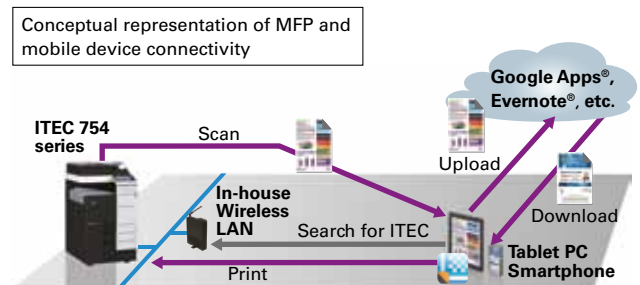 Conceptual representation of MFP and
mobile device connectivity
Google Apps®,
Evernote®, etc.
ITEC 754
series
Scan
Upload
In-house
Wireless
LAN
Search for ITEC
Download
Print
Tablet PC
Smartphone